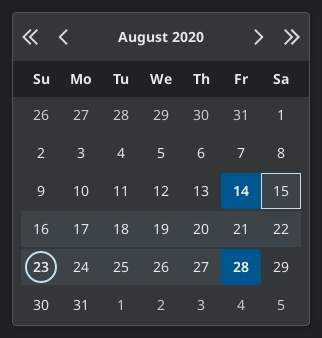 August 2020
Su Mo Tu We Th Fr Sa
26 27 28 29 30 31 1
2 3 4 5 6 7 8
9 10 11 12 13 14 15
16 17 18 19 20 21 22
23 24 25 26 27 28 29
30 31 1 2 3 4 5